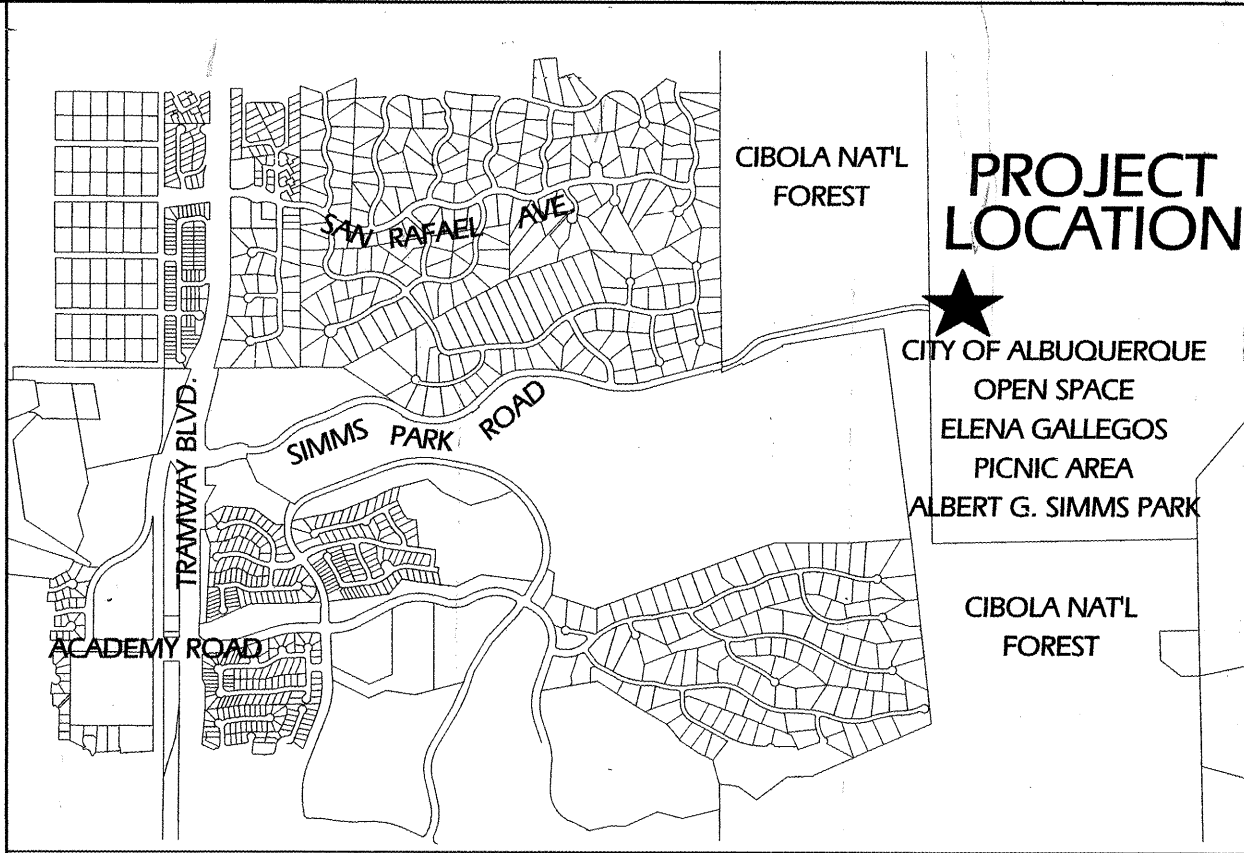 CIBOLA NAT'L
FOREST
PROJECT
LOCATION
SAN RAFAEL AVE.
CITY OF ALBUQUERQUE
OPEN SPACE
ELENA GALLEGOS
PICNIC AREA
ALBERT G. SIMMS PARK
TRAMWAY BLVD.
SIMMS PARK ROAD
ACADEMY ROAD
CIBOLA NAT'L
FOREST